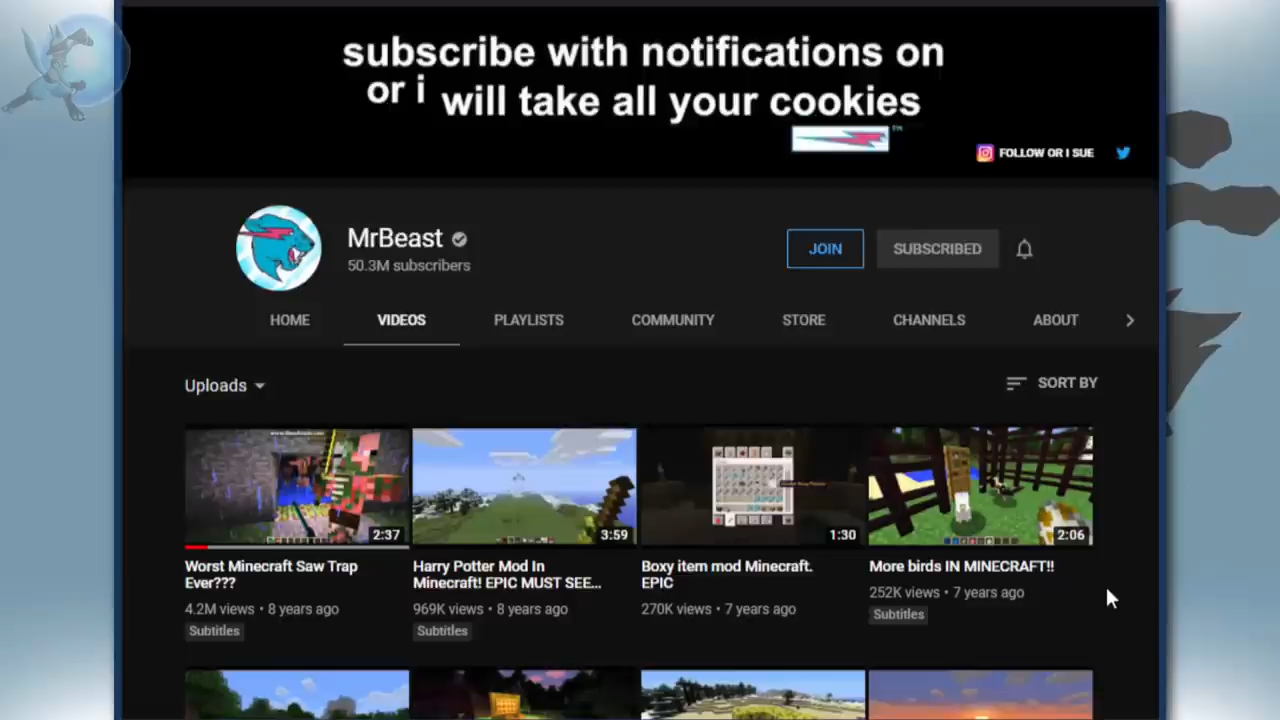 subscribe with notifications on
or i will take all your cookies
TM
FOLLOW OR I SUE
MrBeast
50.3M subscribers
JOIN
SUBSCRIBED
HOME
VIDEOS
PLAYLISTS
COMMUNITY
STORE
CHANNELS
ABOUT
Uploads
SORT BY
2:37
3:59
1:30
2:06
Worst Minecraft Saw Trap
Ever???
4.2M views • 8 years ago
Subtitles
Harry Potter Mod In
Minecraft! EPIC MUST SEE...
969K views • 8 years ago
Subtitles
Boxy item mod Minecraft.
EPIC
270K views • 7 years ago
More birds IN MINECRAFT!!
252K views • 7 years ago
Subtitles